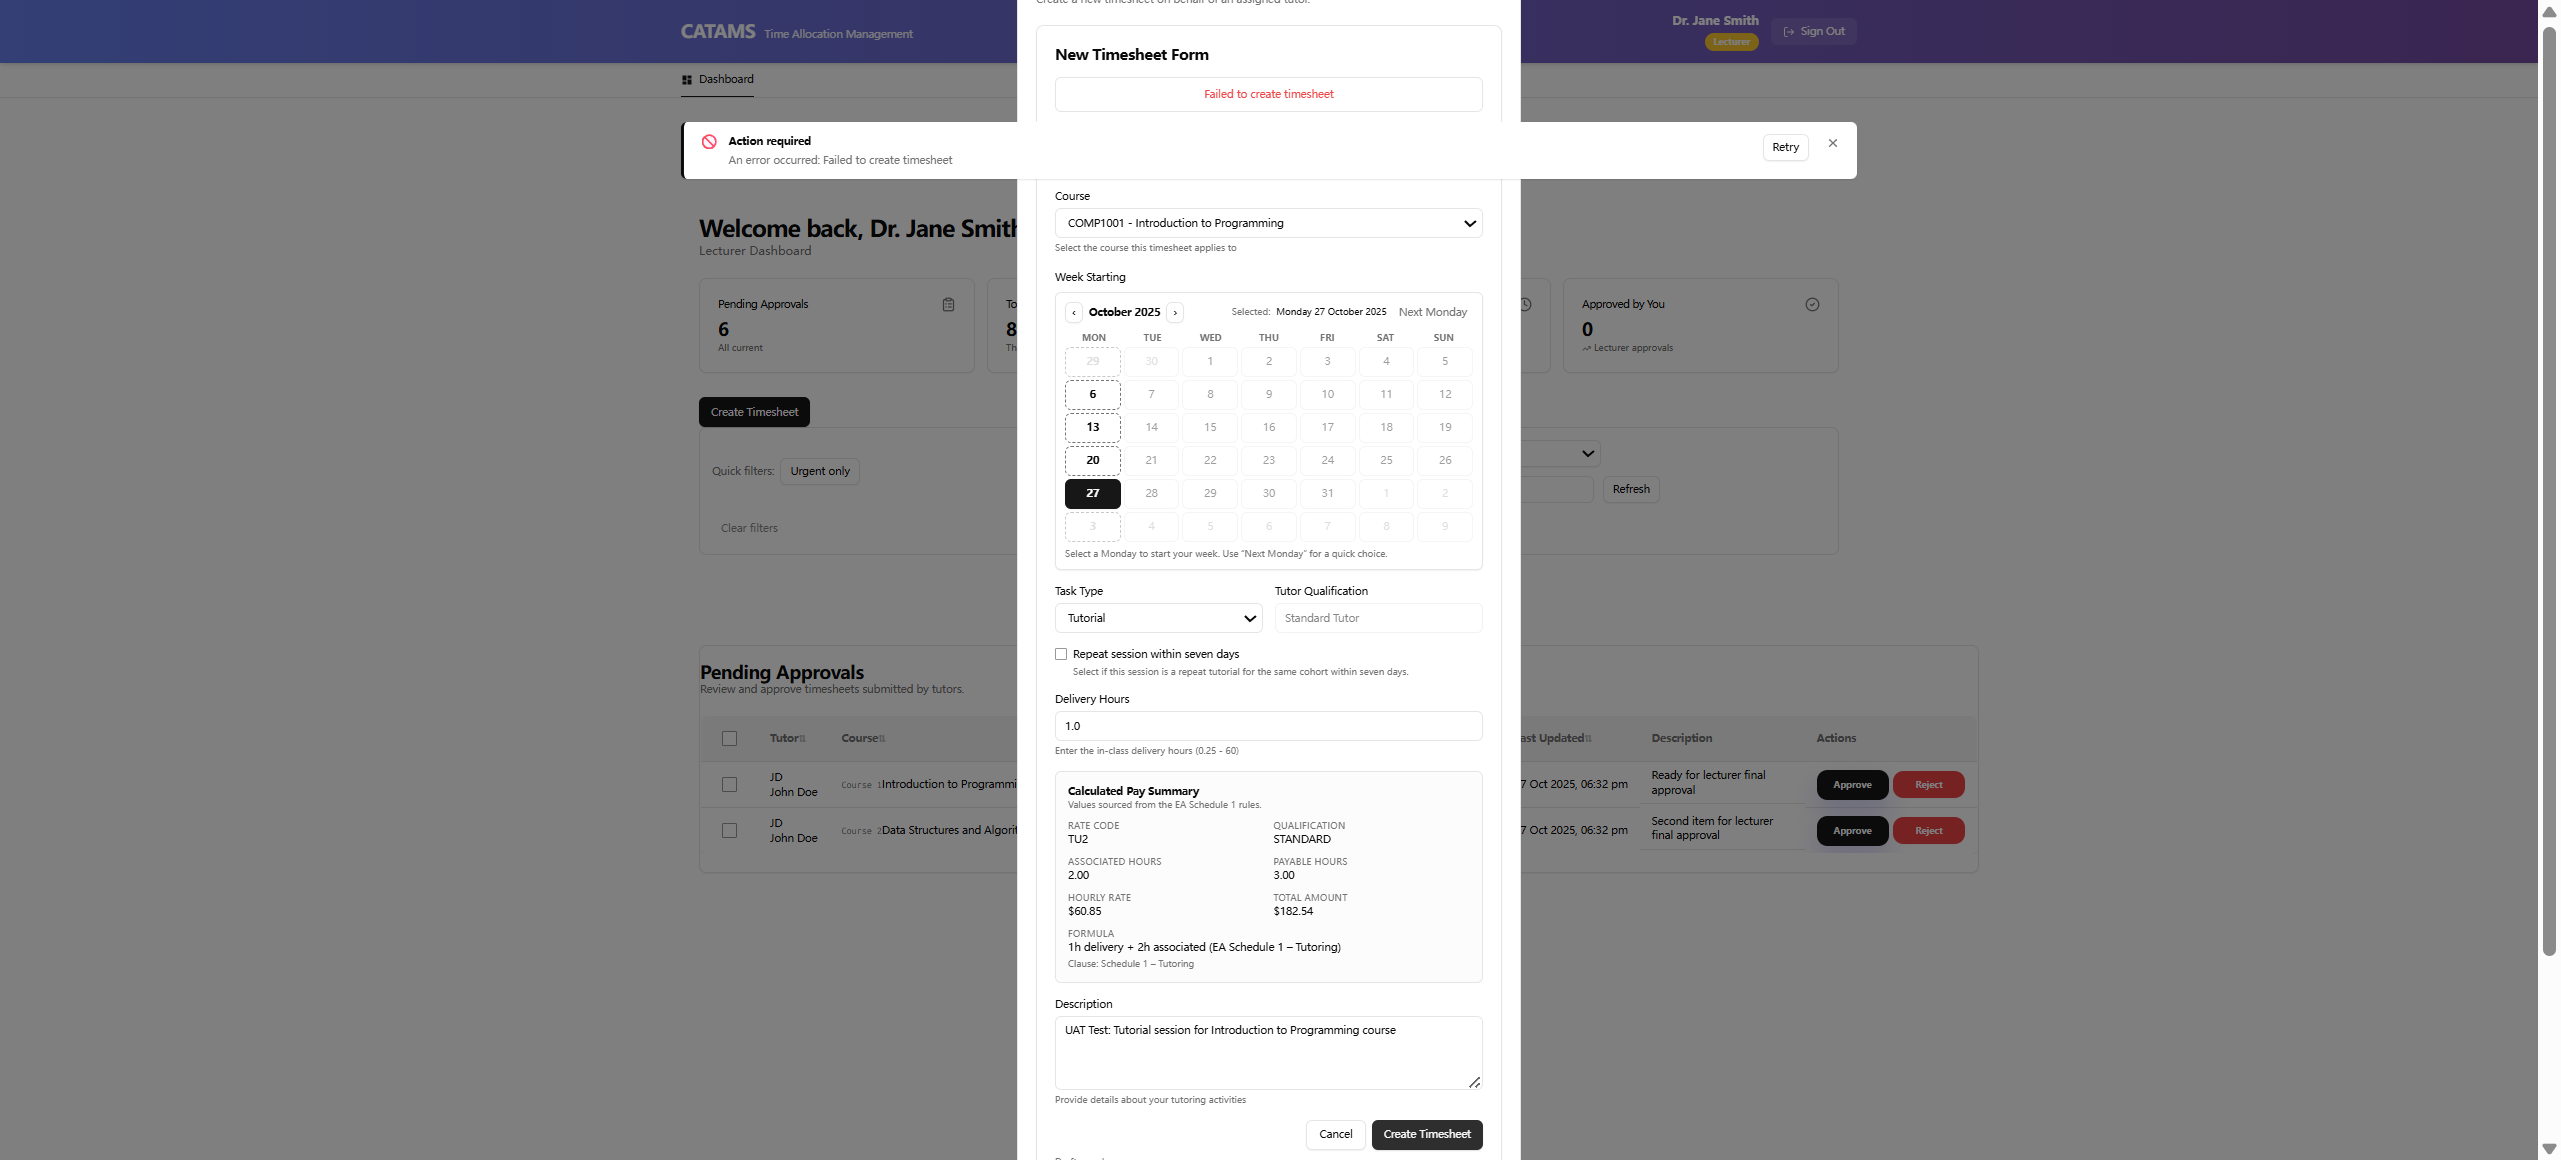 CATAMS Time Allocation Management
Dr. Jane Smith
Lecturer
Sign Out
Dashboard
Create a new timesheet on behalf of an assigned tutor.
New Timesheet Form
Failed to create timesheet
Action required
An error occurred: Failed to create timesheet
Retry
Welcome back, Dr. Jane Smith
Lecturer Dashboard
Pending Approvals
6
All current
To
8
Th
Approved by You
0
Lecturer approvals
Create Timesheet
Quick filters: Urgent only
Refresh
Clear filters
Course
COMP1001 - Introduction to Programming
Select the course this timesheet applies to
Week Starting
‹ October 2025 › Selected: Monday 27 October 2025 Next Monday
MON TUE WED THU FRI SAT SUN
29 30 1 2 3 4 5
6 7 8 9 10 11 12
13 14 15 16 17 18 19
20 21 22 23 24 25 26
27 28 29 30 31 1 2
3 4 5 6 7 8 9
Select a Monday to start your week. Use "Next Monday" for a quick choice.
Task Type
Tutorial
Tutor Qualification
Standard Tutor
Repeat session within seven days
Select if this session is a repeat tutorial for the same cohort within seven days.
Delivery Hours
1.0
Enter the in-class delivery hours (0.25 - 60)
Calculated Pay Summary
Values sourced from the EA Schedule 1 rules.
RATE CODE
TU2
QUALIFICATION
STANDARD
ASSOCIATED HOURS
2.00
PAYABLE HOURS
3.00
HOURLY RATE
$60.85
TOTAL AMOUNT
$182.54
FORMULA
1h delivery + 2h associated (EA Schedule 1 – Tutoring)
Clause: Schedule 1 – Tutoring
Description
UAT Test: Tutorial session for Introduction to Programming course
Provide details about your tutoring activities
Cancel
Create Timesheet
Pending Approvals
Review and approve timesheets submitted by tutors.
Tutor Course ast Updated Description Actions
JD
John Doe
Course 1 Introduction to Programmi
7 Oct 2025, 06:32 pm
Ready for lecturer final
approval
Approve Reject
JD
John Doe
Course 2 Data Structures and Algorit
7 Oct 2025, 06:32 pm
Second item for lecturer
final approval
Approve Reject